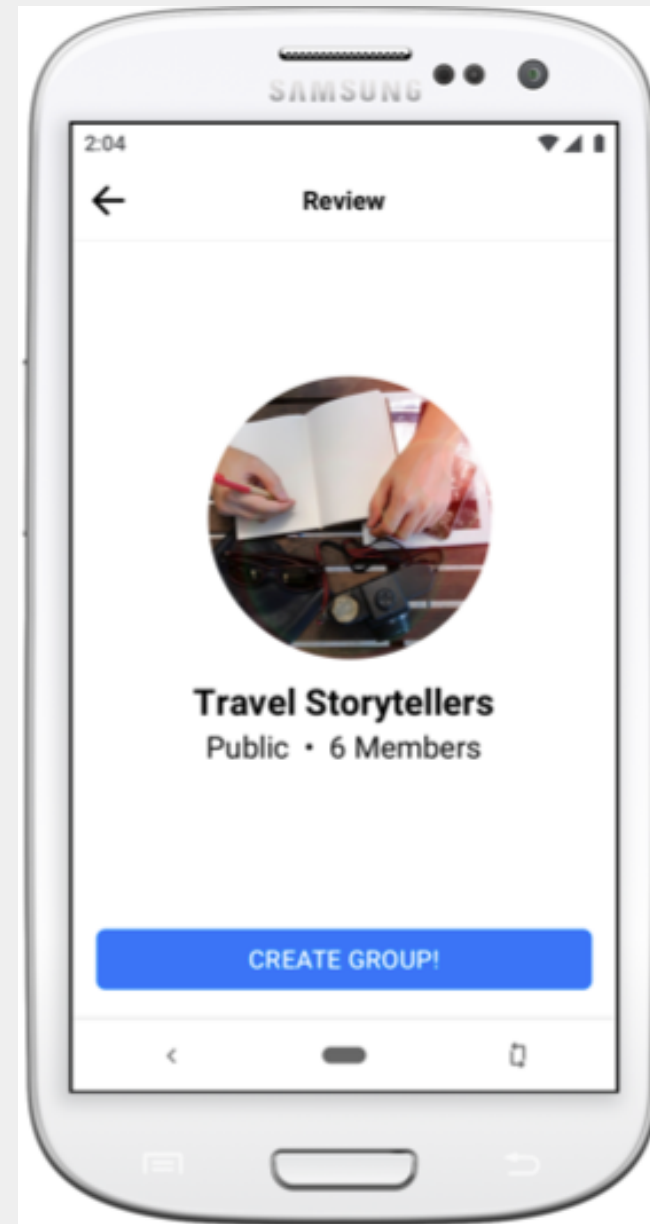 SAMSUNG
2:04
Review
Travel Storytellers
Public • 6 Members
CREATE GROUP!